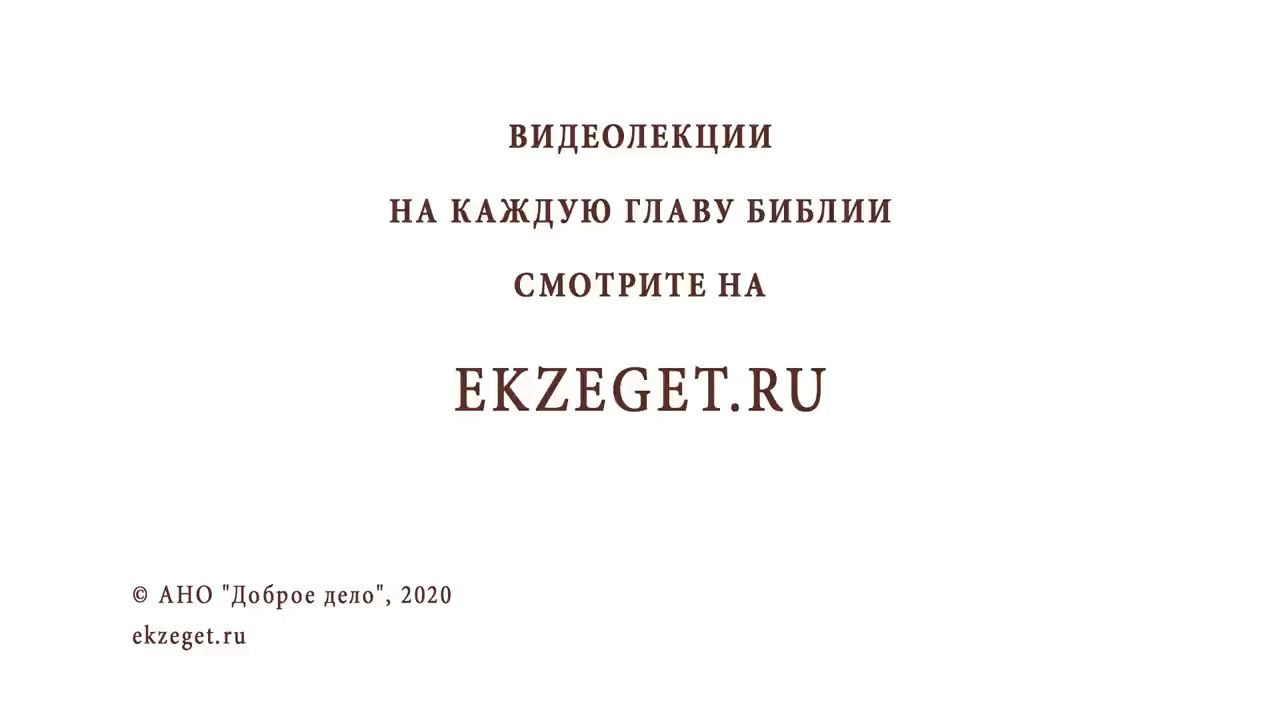 ВИДЕОЛЕКЦИИ
НА КАЖДУЮ ГЛАВУ БИБЛИИ
СМОТРИТЕ НА
EKZEGET.RU
© АНО "Доброе дело", 2020
ekzeget.ru